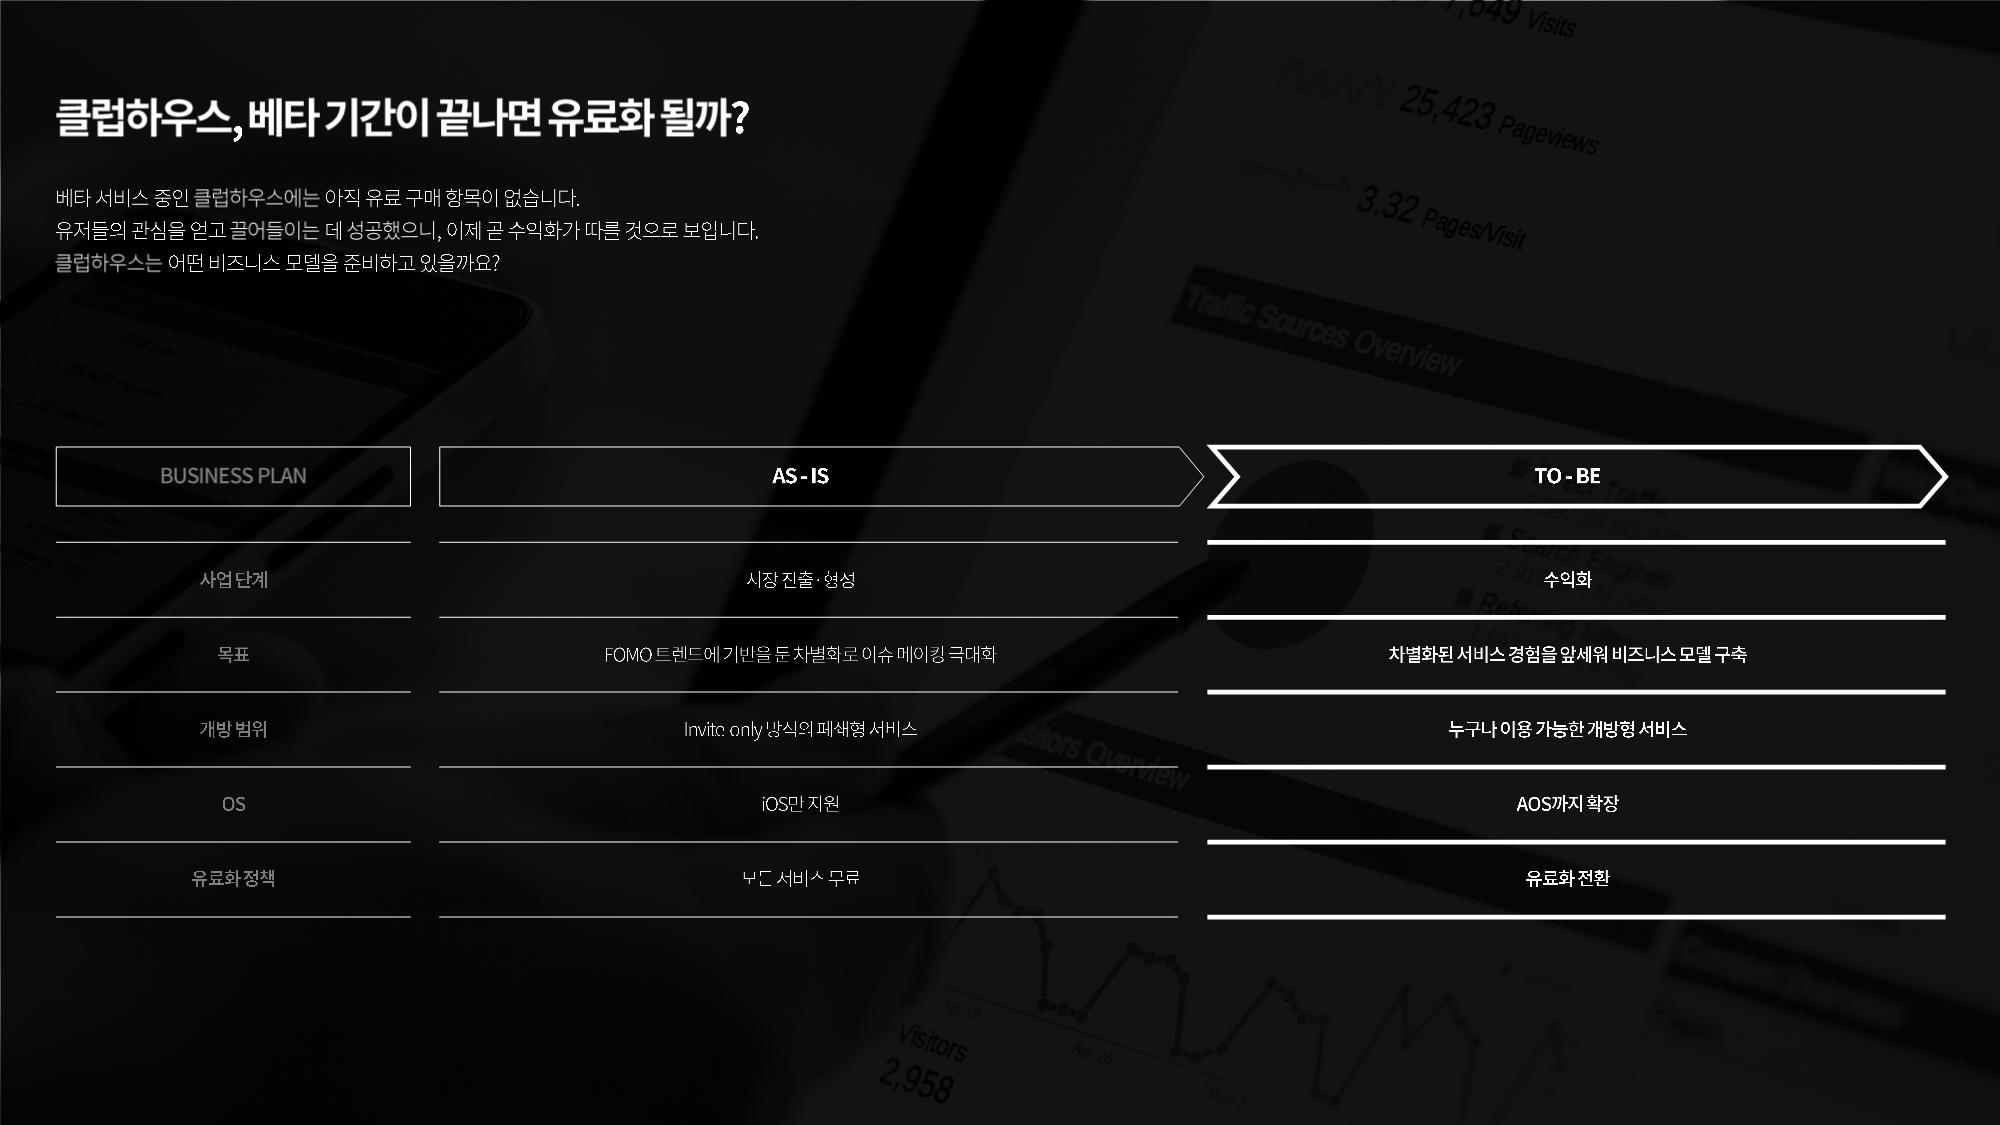 클럽하우스, 베타 기간이 끝나면 유료화 될까?
베타 서비스 중인 클럽하우스에는 아직 유료 구매 항목이 없습니다.
유저들의 관심을 얻고 끌어들이는 데 성공했으니, 이제 곧 수익화가 따를 것으로 보입니다.
클럽하우스는 어떤 비즈니스 모델을 준비하고 있을까요?
BUSINESS PLAN AS - IS TO - BE
사업 단계 시장 진출 · 형성 수익화
목표 FOMO 트렌드에 기반을 둔 차별화로 이슈 메이킹 극대화 차별화된 서비스 경험을 앞세워 비즈니스 모델 구축
개방 범위 Invite only 방식의 폐쇄형 서비스 누구나 이용 가능한 개방형 서비스
OS iOS만 지원 AOS까지 확장
유료화 정책 모든 서비스 무료 유료화 전환
Visits
25,423 Pageviews
3.32 Pages/Visit
Traffic Sources Overview
Search Engines
Overview
Apr 19
Apr 26
Visitors
2,958